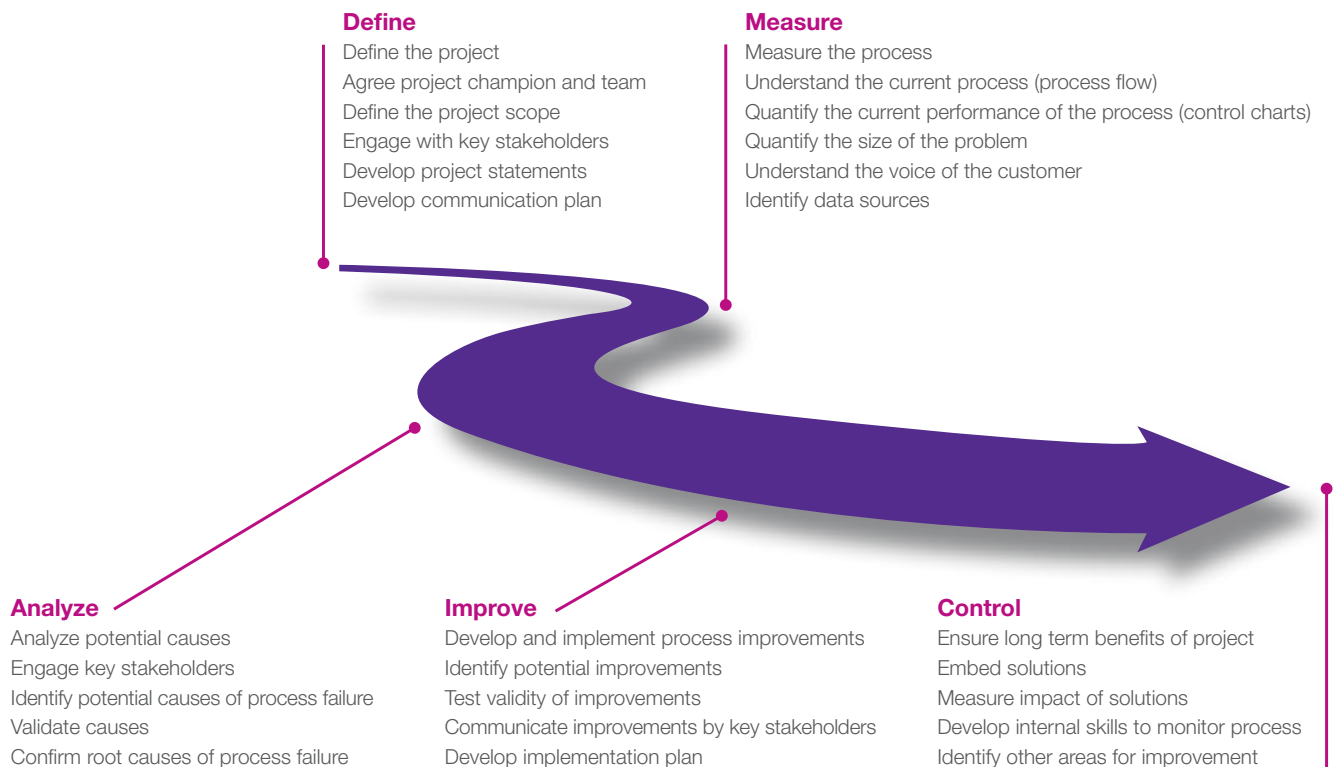 Define
Define the project
Agree project champion and team
Define the project scope
Engage with key stakeholders
Develop project statements
Develop communication plan
Measure
Measure the process
Understand the current process (process flow)
Quantify the current performance of the process (control charts)
Quantify the size of the problem
Understand the voice of the customer
Identify data sources
Analyze
Analyze potential causes
Engage key stakeholders
Identify potential causes of process failure
Validate causes
Confirm root causes of process failure
Improve
Develop and implement process improvements
Identify potential improvements
Test validity of improvements
Communicate improvements by key stakeholders
Develop implementation plan
Control
Ensure long term benefits of project
Embed solutions
Measure impact of solutions
Develop internal skills to monitor process
Identify other areas for improvement